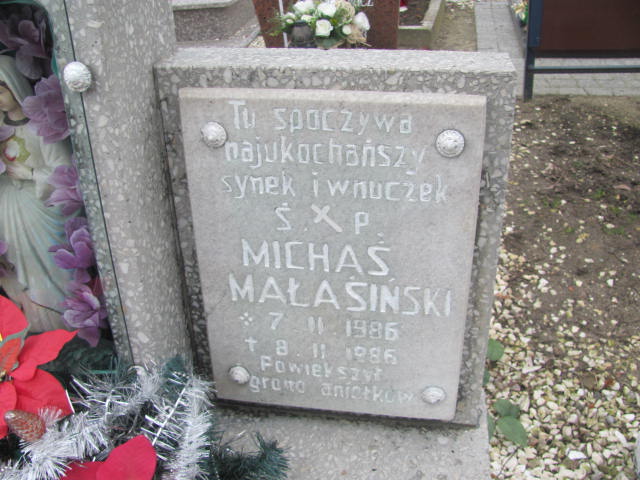 Tu spoczywa
najukochańszy
synek i wnuczek
Ś. P.
MICHAŚ
MAŁASIŃSKI
* 7 II 1986
† 8 II 1986
Powiększył
grono aniołków